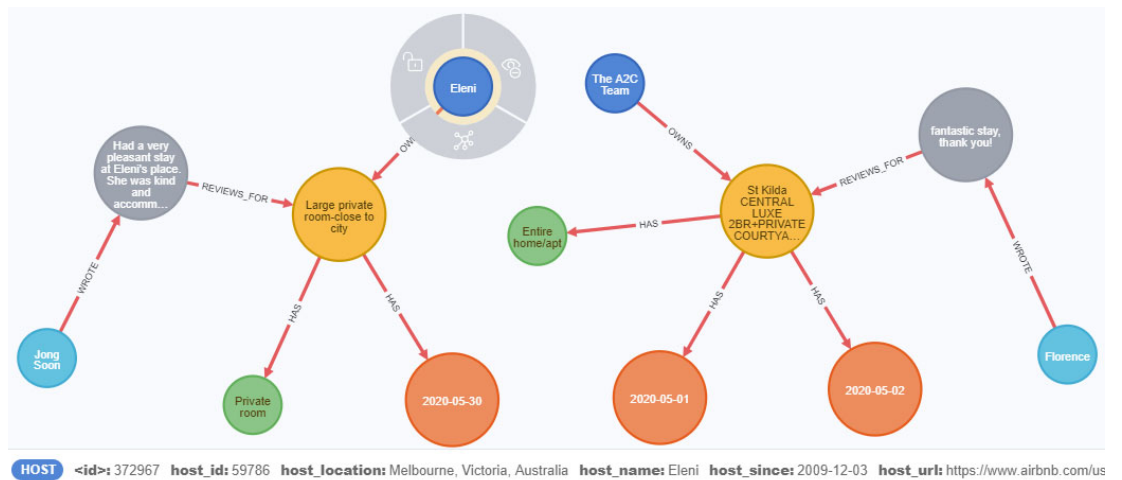 Eleni
The A2C
Team
Had a very
pleasant stay
at Eleni's place.
She was kind
and
accomm...
fantastic stay,
thank you!
OWNS
REVIEWS_FOR
REVIEWS_FOR
Large private
room-close to
city
St Kilda
CENTRAL
LUXE
2BR+PRIVATE
COURTYA...
Entire
home/apt
HAS
WROTE
WROTE
HAS
HAS
HAS
HAS
Jong
Soon
Florence
Private
room
2020-05-30
2020-05-01
2020-05-02
HOST <id>: 372967 host_id: 59786 host_location: Melbourne, Victoria, Australia host_name: Eleni host_since: 2009-12-03 host_url: https://www.airbnb.com/us